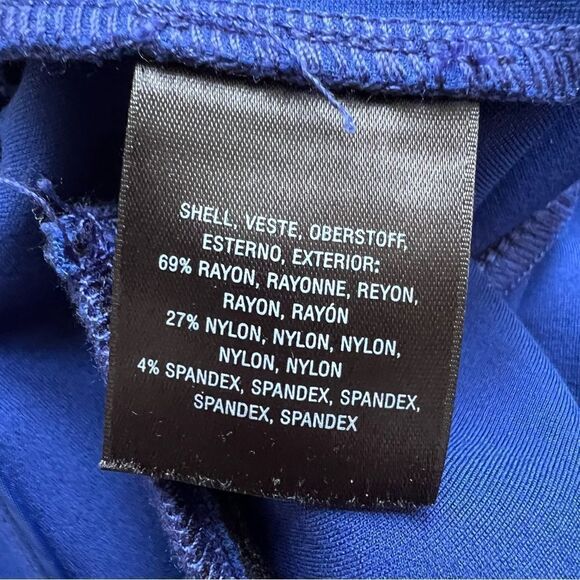 SHELL, VESTE, OBERSTOFF,
ESTERNO, EXTERIOR:
69% RAYON, RAYONNE, REYON,
RAYON, RAYÓN
27% NYLON, NYLON, NYLON,
NYLON, NYLON
4% SPANDEX, SPANDEX, SPANDEX,
SPANDEX, SPANDEX